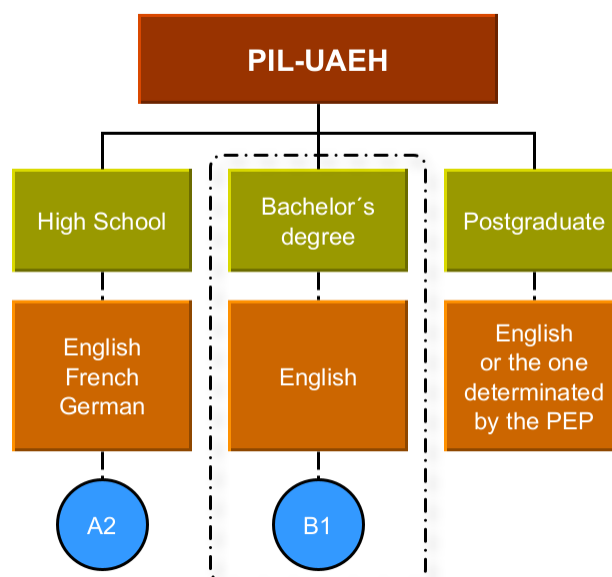 PIL-UAEH
High School
Bachelor´s
degree
Postgraduate
English
French
German
English
English
or the one
determinated
by the PEP
A2
B1